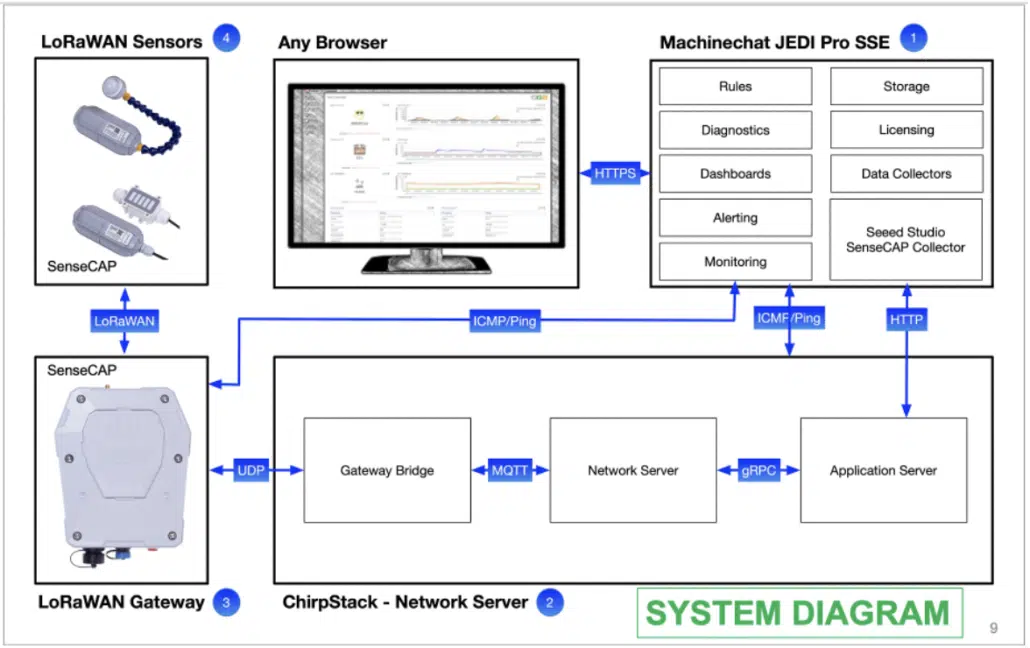 LoRaWAN Sensors 4
Any Browser
Machinechat JEDI Pro SSE 1
SenseCAP
HTTPS
Rules
Storage
Diagnostics
Licensing
Dashboards
Data Collectors
Alerting
Seeed Studio
SenseCAP Collector
Monitoring
LoRaWAN
ICMP/Ping
ICMP/Ping
HTTP
SenseCAP
UDP
Gateway Bridge
MQTT
Network Server
gRPC
Application Server
LoRaWAN Gateway 3
ChirpStack - Network Server 2
SYSTEM DIAGRAM
9